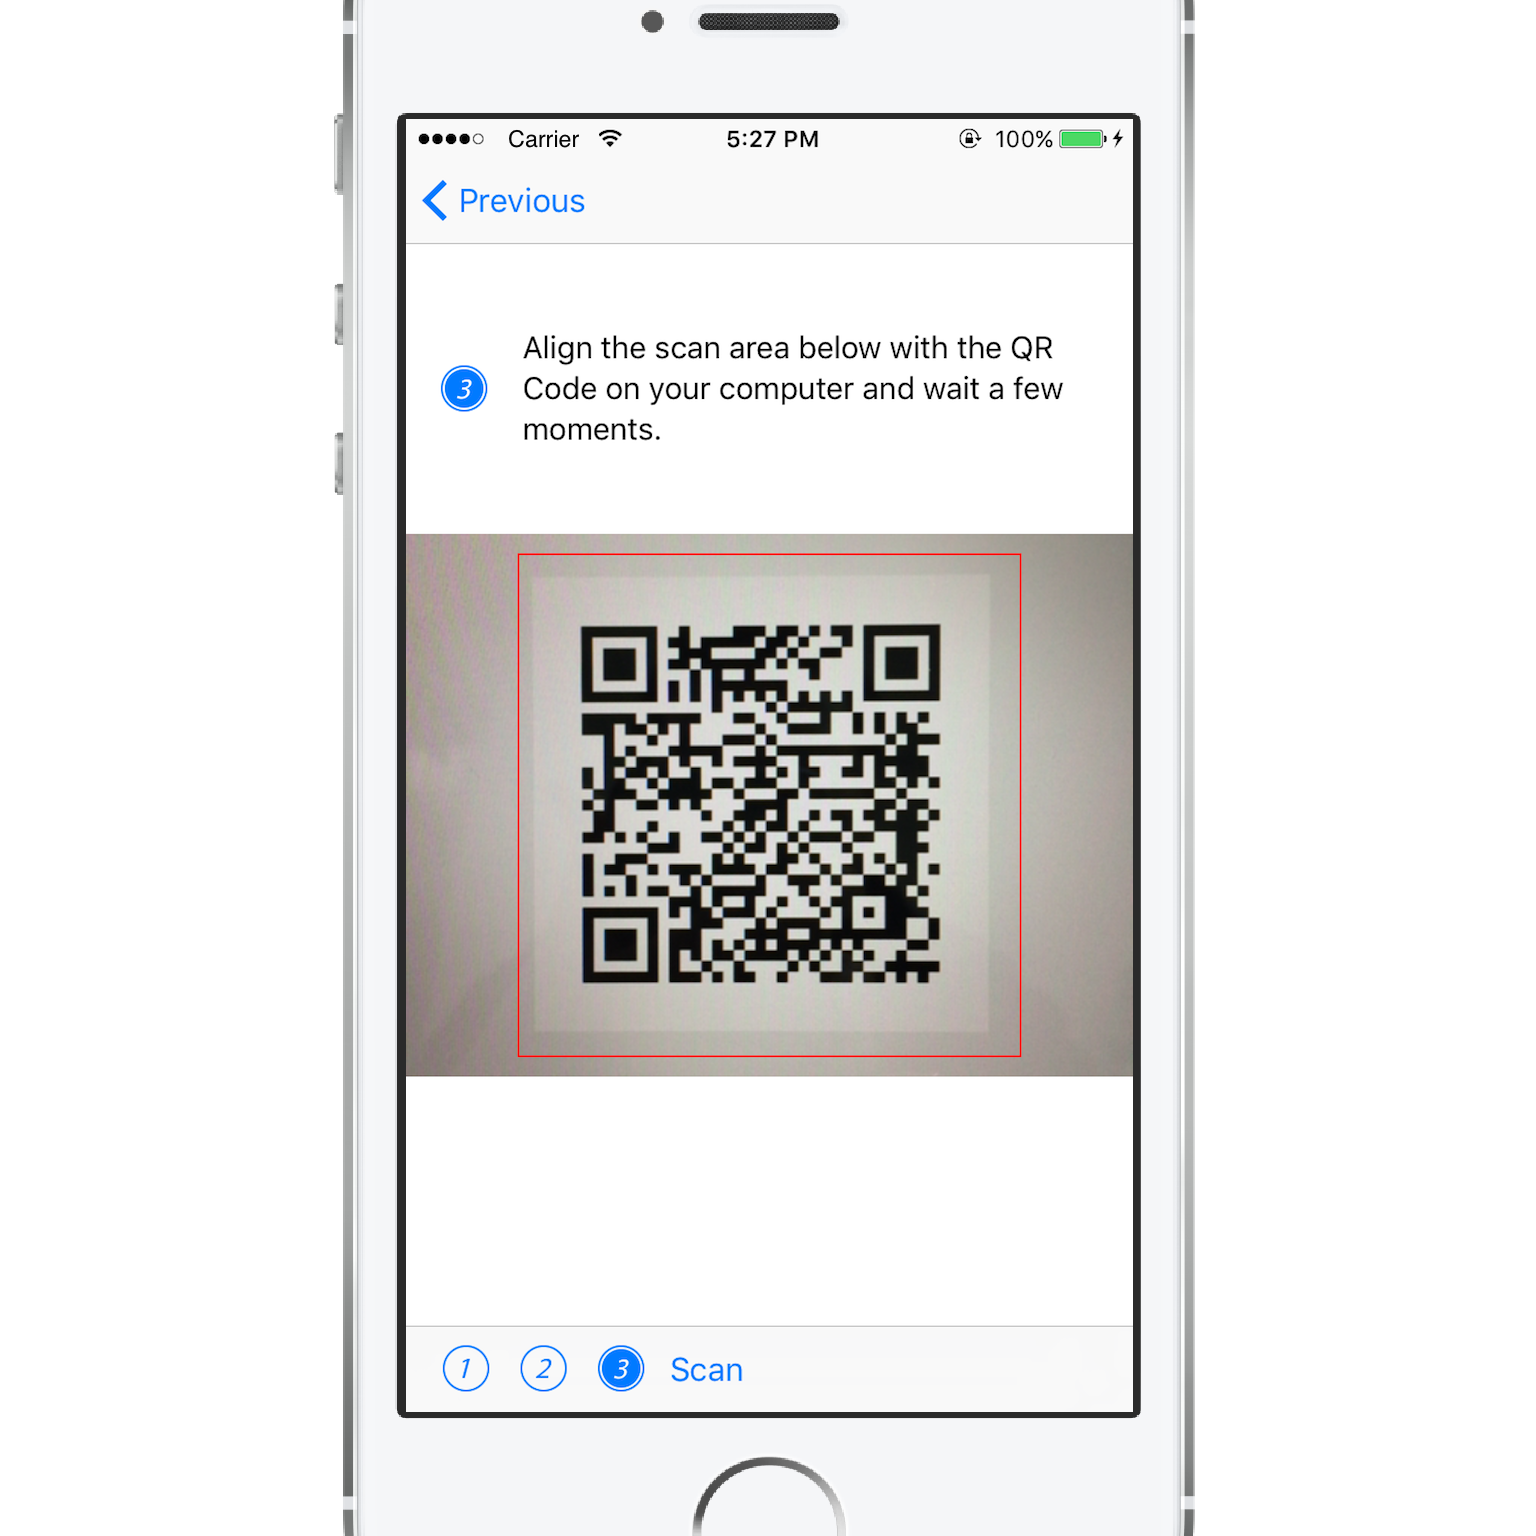 Carrier 5:27 PM 100%
Previous
3
Align the scan area below with the QR
Code on your computer and wait a few
moments.
1 2 3 Scan